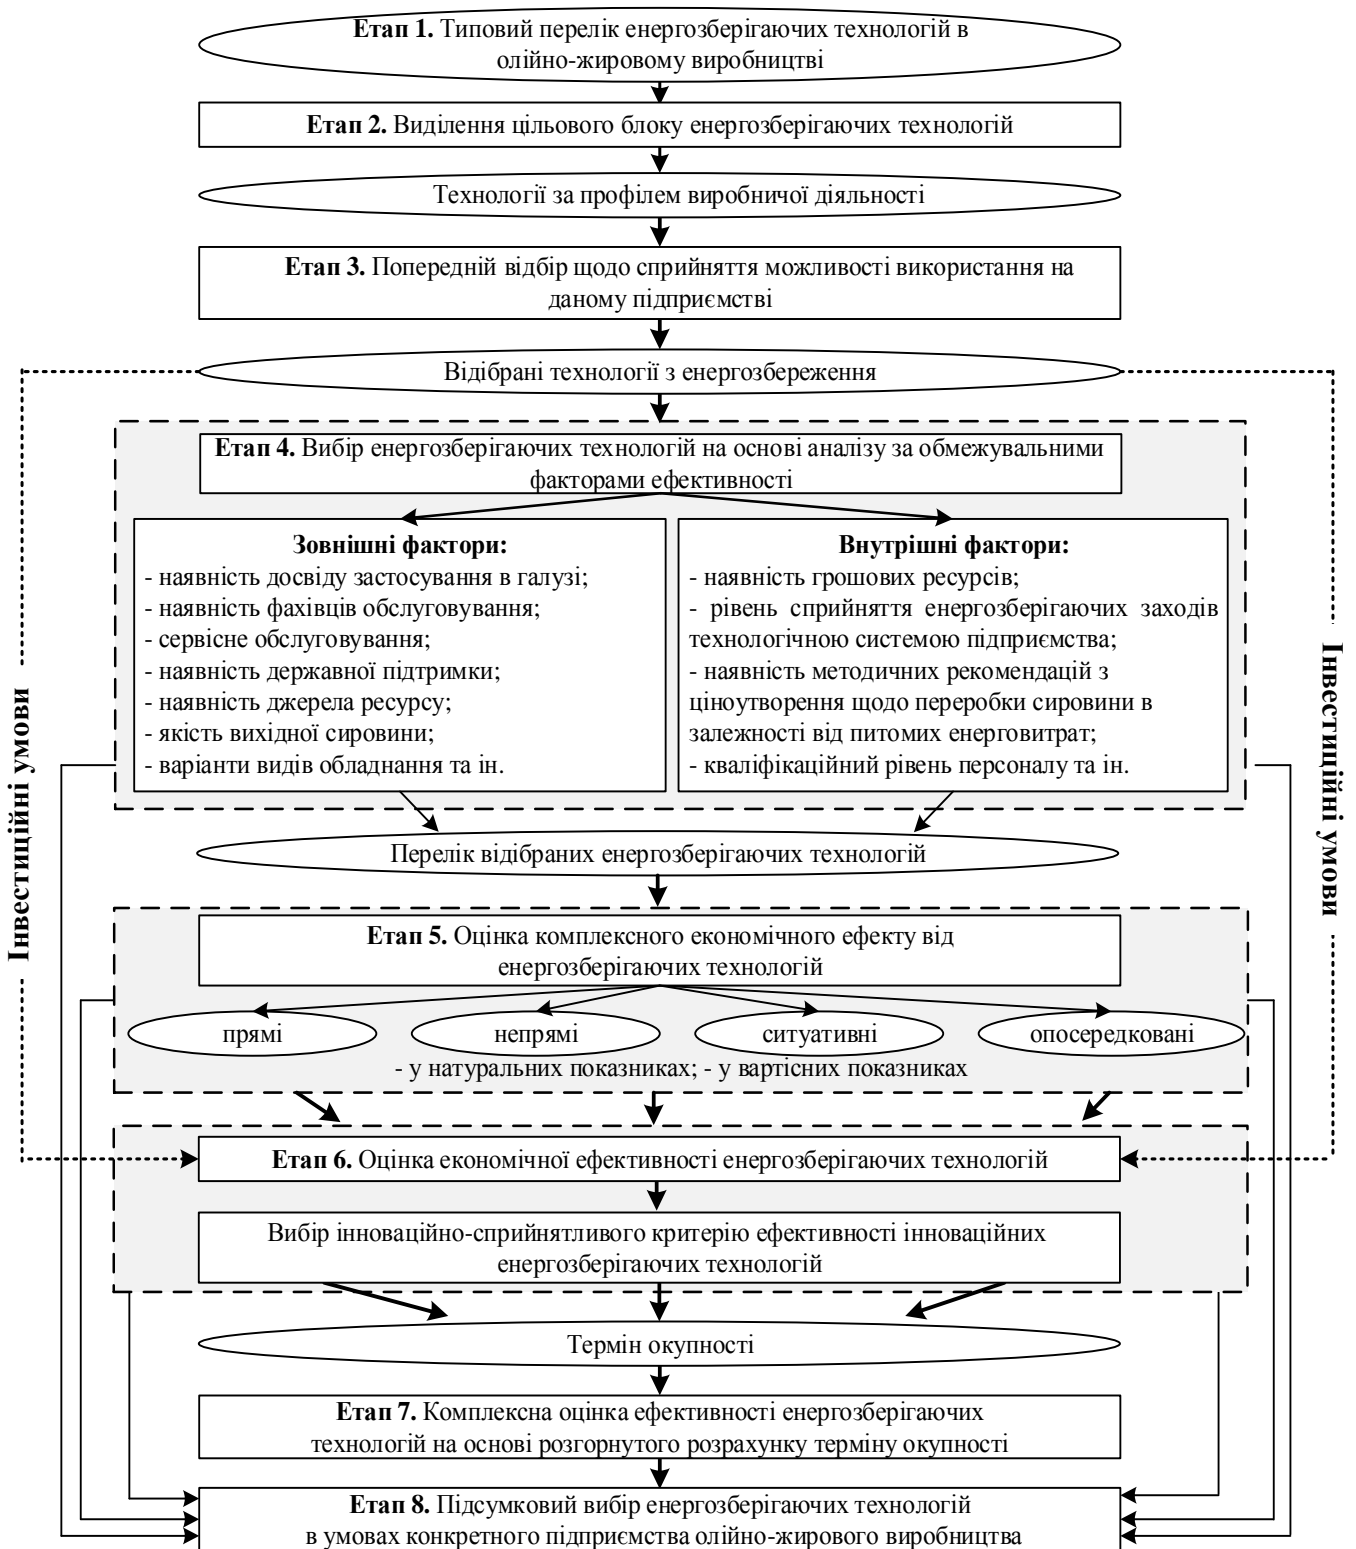 Етап 1. Типовий перелік енергозберігаючих технологій в
олійно-жировому виробництві
Етап 2. Виділення цільового блоку енергозберігаючих технологій
Технології за профілем виробничої діяльності
Етап 3. Попередній відбір щодо сприйняття можливості використання на
даному підприємстві
Відібрані технології з енергозбереження
Етап 4. Вибір енергозберігаючих технологій на основі аналізу за обмежувальними
факторами ефективності
Зовнішні фактори:
- наявність досвіду застосування в галузі;
- наявність фахівців обслуговування;
- сервісне обслуговування;
- наявність державної підтримки;
- наявність джерела ресурсу;
- якість вихідної сировини;
- варіанти видів обладнання та ін.
Внутрішні фактори:
- наявність грошових ресурсів;
- рівень сприйняття енергозберігаючих заходів
технологічною системою підприємства;
- наявність методичних рекомендацій з
ціноутворення щодо переробки сировини в
залежності від питомих енерговитрат;
- кваліфікаційний рівень персоналу та ін.
Інвестиційні умови
Інвестиційні умови
Перелік відібраних енергозберігаючих технологій
Етап 5. Оцінка комплексного економічного ефекту від
енергозберігаючих технологій
прямі
непрямі
ситуативні
опосередковані
- у натуральних показниках; - у вартісних показниках
Етап 6. Оцінка економічної ефективності енергозберігаючих технологій
Вибір інноваційно-сприйнятливого критерію ефективності інноваційних
енергозберігаючих технологій
Термін окупності
Етап 7. Комплексна оцінка ефективності енергозберігаючих
технологій на основі розгорнутого розрахунку терміну окупності
Етап 8. Підсумковий вибір енергозберігаючих технологій
в умовах конкретного підприємства олійно-жирового виробництва